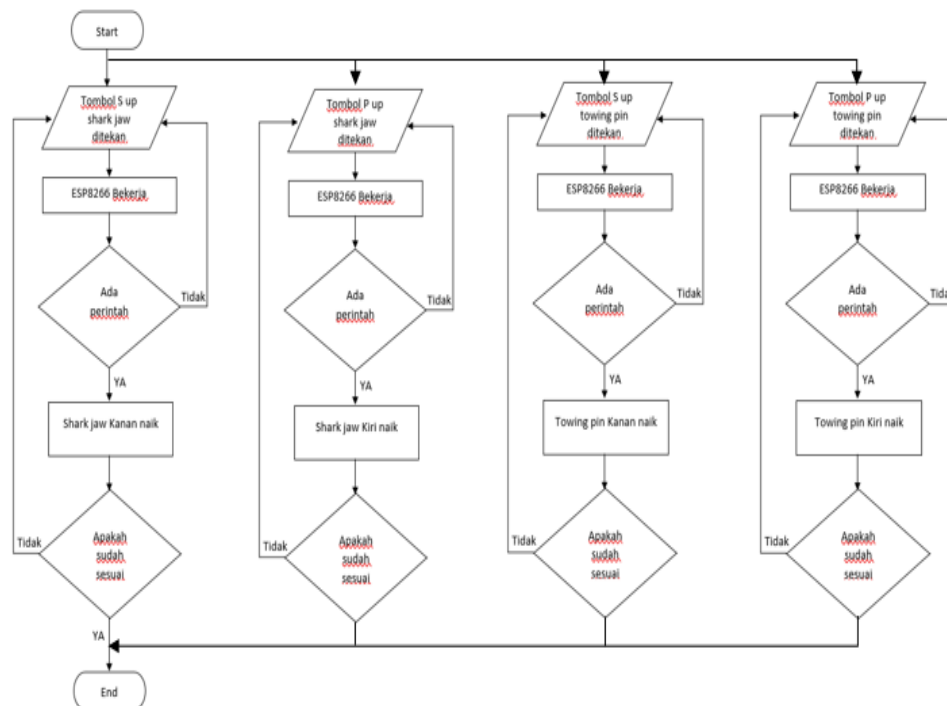 Start
Tombol S up
shark jaw
ditekan
ESP8266 Bekerja
Ada
perintah
Tidak
YA
Shark jaw Kanan naik
Apakah
sudah
sesuai
Tidak
YA
Tombol P up
shark jaw
ditekan
ESP8266 Bekerja
Ada
perintah
Tidak
YA
Shark jaw Kiri naik
Apakah
sudah
sesuai
Tidak
Tombol S up
towing pin
ditekan
ESP8266 Bekerja
Ada
perintah
Tidak
YA
Towing pin Kanan naik
Apakah
sudah
sesuai
Tidak
Tombol P up
towing pin
ditekan
ESP8266 Bekerja
Ada
perintah
YA
Towing pin Kiri naik
Apakah
sudah
sesuai
Tidak
End